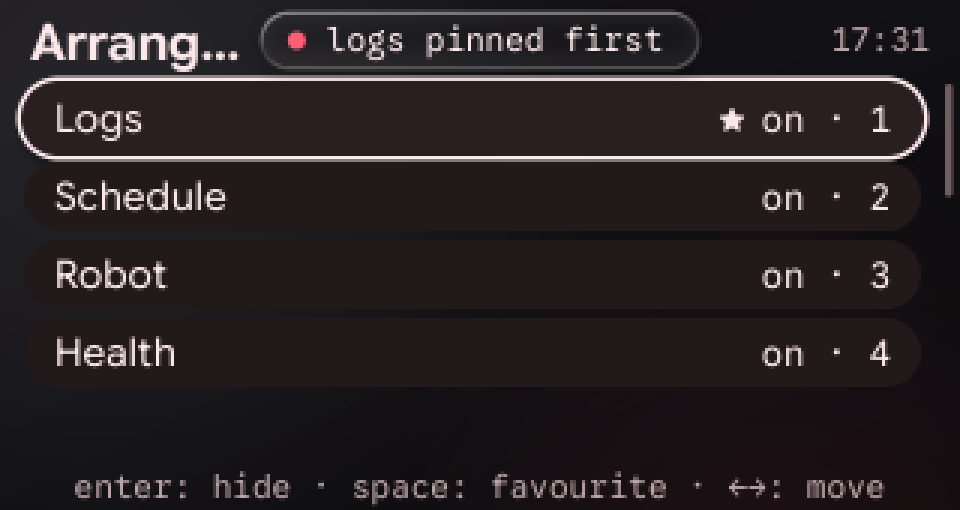 Arrang... logs pinned first 17:31
Logs ★ on · 1
Schedule on · 2
Robot on · 3
Health on · 4
enter: hide · space: favourite · ↔: move